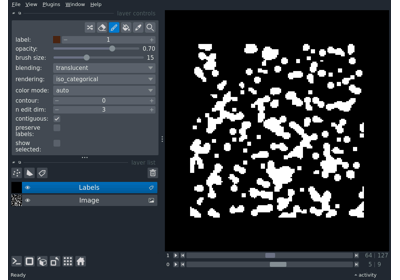 File View Plugins Window Help
layer controls
label: 1
opacity: 0.70
brush size: 15
blending: translucent
rendering: iso_categorical
color mode: auto
contour: 0
n edit dim: 3
contiguous:
preserve
labels:
show
selected:
layer list
Labels
Image
1 64 127
0 5 9
Ready
activity